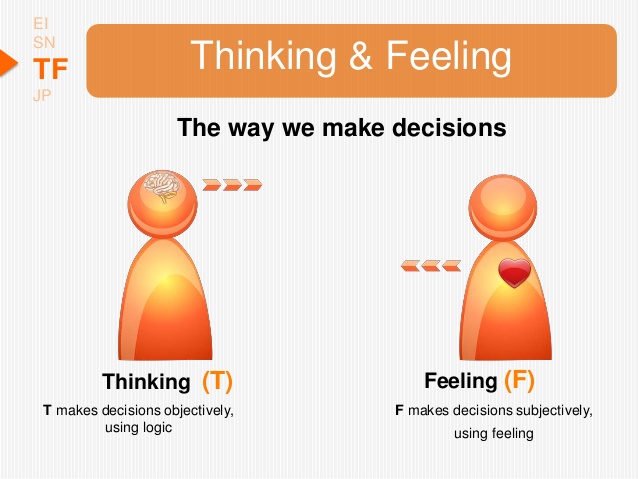 EI
SN
TF
JP
Thinking & Feeling
The way we make decisions
Thinking (T)
T makes decisions objectively,
using logic
Feeling (F)
F makes decisions subjectively,
using feeling